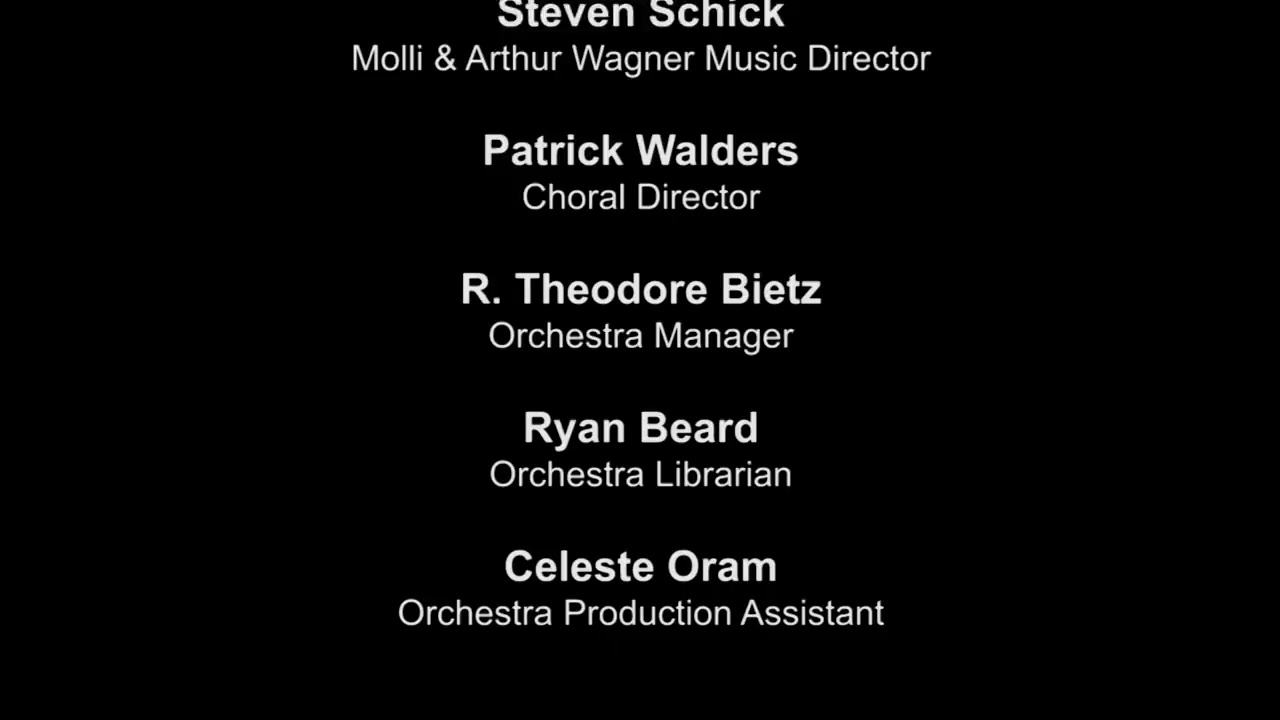 Steven Schick
Molli & Arthur Wagner Music Director
Patrick Walders
Choral Director
R. Theodore Bietz
Orchestra Manager
Ryan Beard
Orchestra Librarian
Celeste Oram
Orchestra Production Assistant